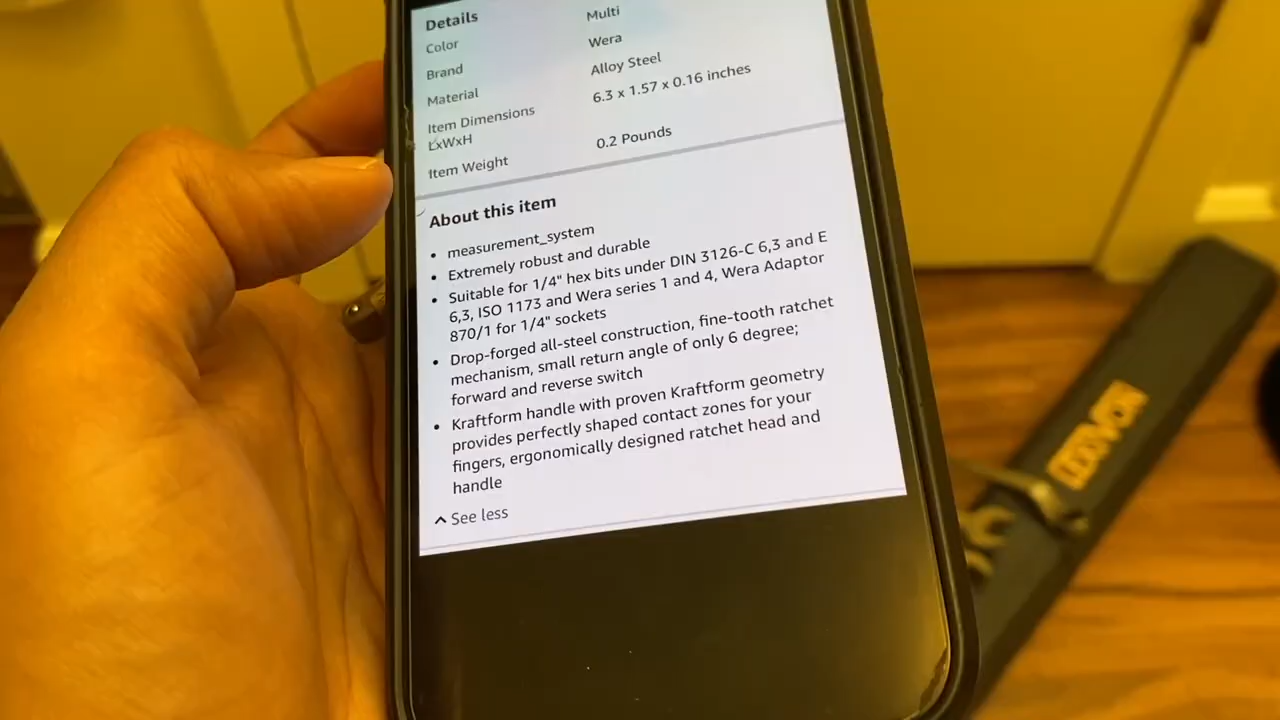 Details
Color Multi
Brand Wera
Material Alloy Steel
Item Dimensions 6.3 x 1.57 x 0.16 inches
LxWxH
Item Weight 0.2 Pounds
About this item
• measurement_system
• Extremely robust and durable
• Suitable for 1/4" hex bits under DIN 3126-C 6,3 and E
6,3, ISO 1173 and Wera series 1 and 4, Wera Adaptor
870/1 for 1/4" sockets
• Drop-forged all-steel construction, fine-tooth ratchet
mechanism, small return angle of only 6 degree;
forward and reverse switch
• Kraftform handle with proven Kraftform geometry
provides perfectly shaped contact zones for your
fingers, ergonomically designed ratchet head and
handle
See less
LEXIVON